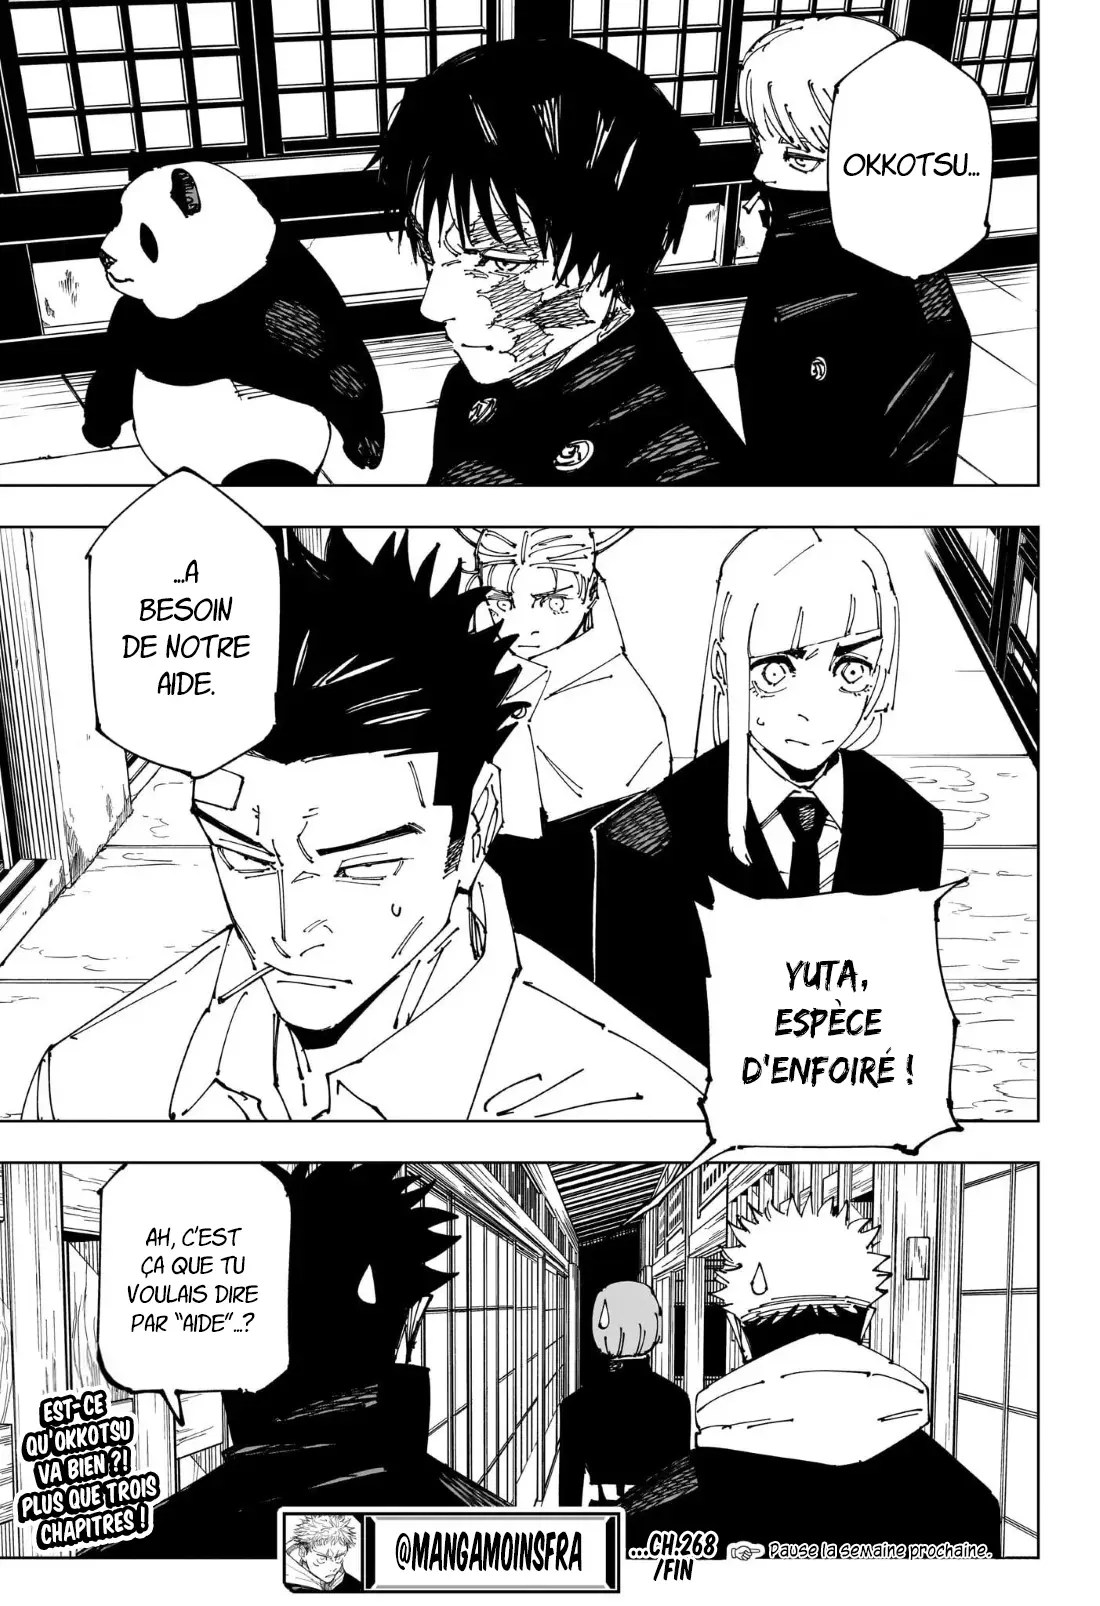 OKKOTSU...
...A
BESOIN
DE NOTRE
AIDE.
YUTA,
ESPÈCE
D'ENFOIRÉ !
AH, C'EST
ÇA QUE TU
VOULAIS DIRE
PAR "AIDE"...?
EST-CE
QU'OKKOTSU
VA BIEN ?!
PLUS QUE TROIS
CHAPITRES !
@MANGAMOINSFRA
...CH.268
/FIN
Pause la semaine prochaine.